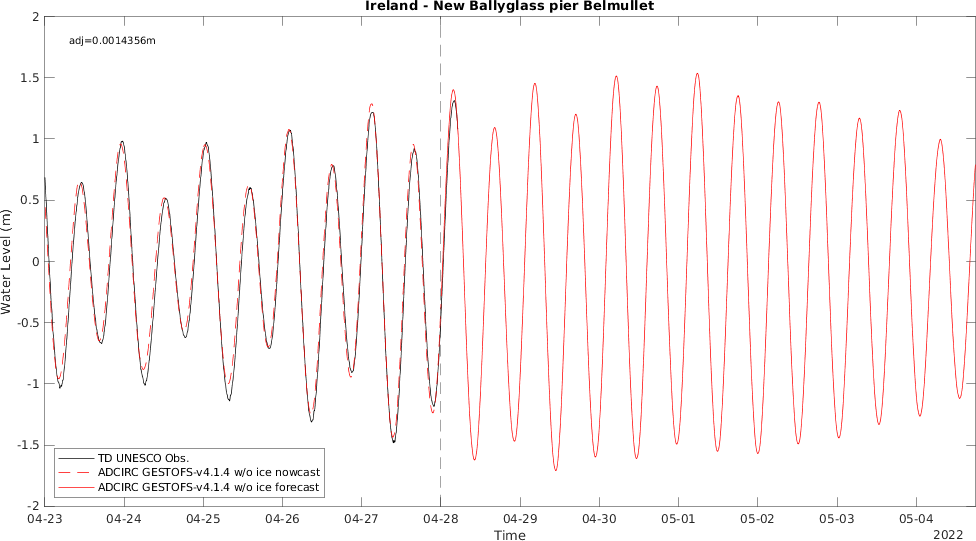 Ireland - New Ballyglass pier Belmullet
adj=0.0014356m
2
1.5
1
0.5
0
-0.5
-1
-1.5
-2
Water Level (m)
TD UNESCO Obs.
ADCIRC GESTOFS-v4.1.4 w/o ice nowcast
ADCIRC GESTOFS-v4.1.4 w/o ice forecast
04-23 04-24 04-25 04-26 04-27 04-28 04-29 04-30 05-01 05-02 05-03 05-04
Time
2022